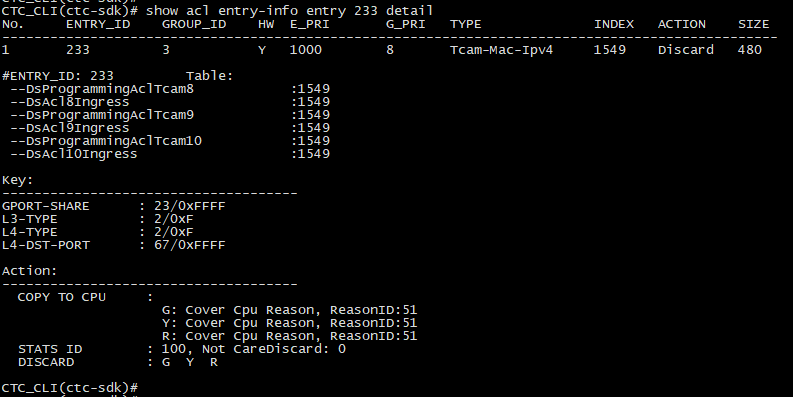 CTC_CLI(ctc-sdk)# show acl entry-info entry 233 detail
No.     ENTRY_ID    GROUP_ID    HW  E_PRI       G_PRI  TYPE              INDEX   ACTION   SIZE
-----------------------------------------------------------------------------------------------
1       233         3           Y   1000        8      Tcam-Mac-Ipv4     1549    Discard  480
#ENTRY_ID: 233         Table:
--DsProgrammingAclTcam8            :1549
--DsAcl8Ingress                    :1549
--DsProgrammingAclTcam9            :1549
--DsAcl9Ingress                    :1549
--DsProgrammingAclTcam10           :1549
--DsAcl10Ingress                   :1549
Key:
------------------------------------
GPORT-SHARE      : 23/0xFFFF
L3-TYPE          : 2/0xF
L4-TYPE          : 2/0xF
L4-DST-PORT      : 67/0xFFFF
Action:
------------------------------------
COPY TO CPU     :
G: Cover Cpu Reason, ReasonID:51
Y: Cover Cpu Reason, ReasonID:51
R: Cover Cpu Reason, ReasonID:51
STATS ID        : 100, Not CareDiscard: 0
DISCARD         : G  Y  R
CTC_CLI(ctc-sdk)#